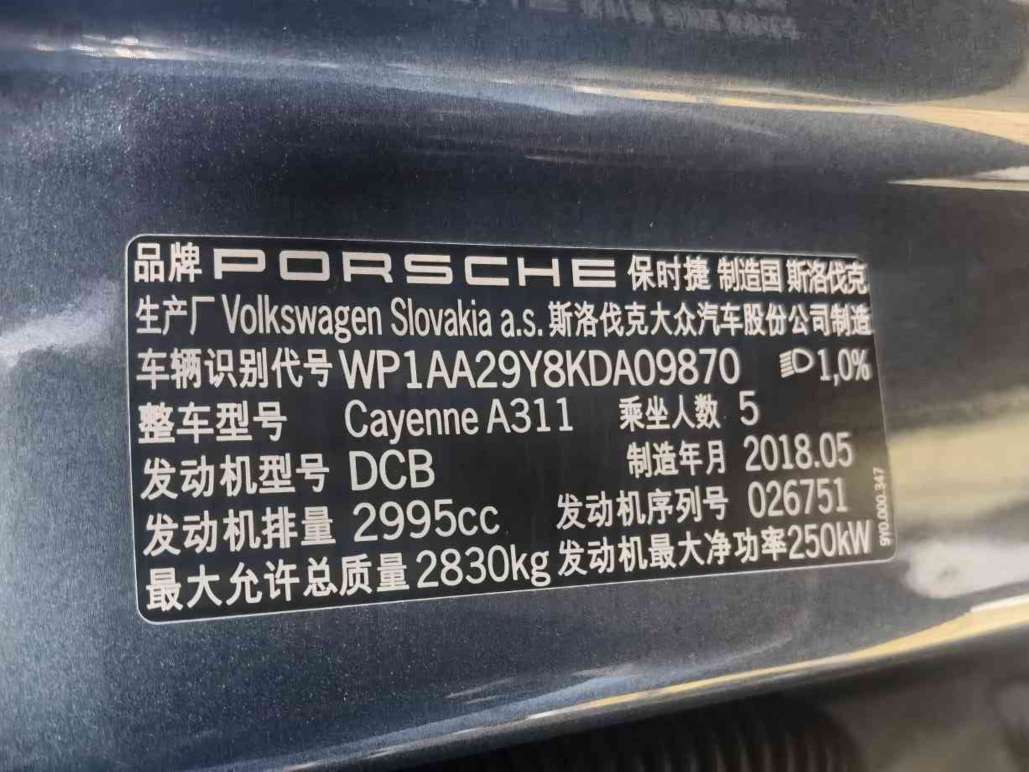 品牌 PORSCHE 保时捷 制造国 斯洛伐克
生产厂 Volkswagen Slovakia a.s. 斯洛伐克大众汽车股份公司制造
车辆识别代号 WP1AA29Y8KDA09870 1,0%
整车型号 Cayenne A311 乘坐人数 5
发动机型号 DCB 制造年月 2018.05
发动机排量 2995cc 发动机序列号 026751
最大允许总质量 2830kg 发动机最大净功率 250kW
9Y0.000.347